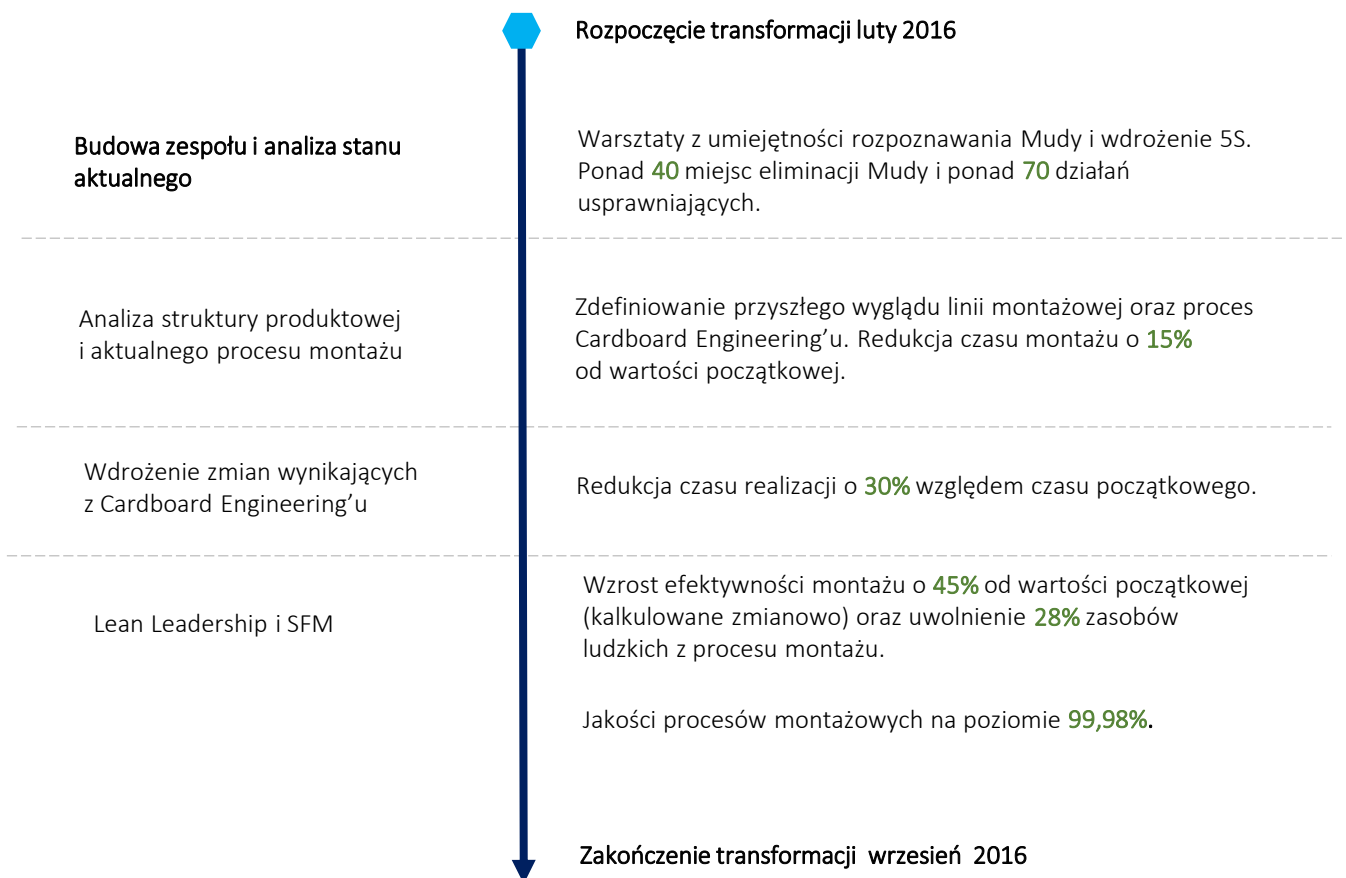 Rozpoczęcie transformacji luty 2016
Budowa zespołu i analiza stanu
aktualnego
Warsztaty z umiejętności rozpoznawania Mudy i wdrożenie 5S.
Ponad 40 miejsc eliminacji Mudy i ponad 70 działań
usprawniających.
Analiza struktury produktowej
i aktualnego procesu montażu
Zdefiniowanie przyszłego wyglądu linii montażowej oraz proces
Cardboard Engineering’u. Redukcja czasu montażu o 15%
od wartości początkowej.
Wdrożenie zmian wynikających
z Cardboard Engineering’u
Redukcja czasu realizacji o 30% względem czasu początkowego.
Lean Leadership i SFM
Wzrost efektywności montażu o 45% od wartości początkowej
(kalkulowane zmianowo) oraz uwolnienie 28% zasobów
ludzkich z procesu montażu.
Jakości procesów montażowych na poziomie 99,98%.
Zakończenie transformacji wrzesień 2016